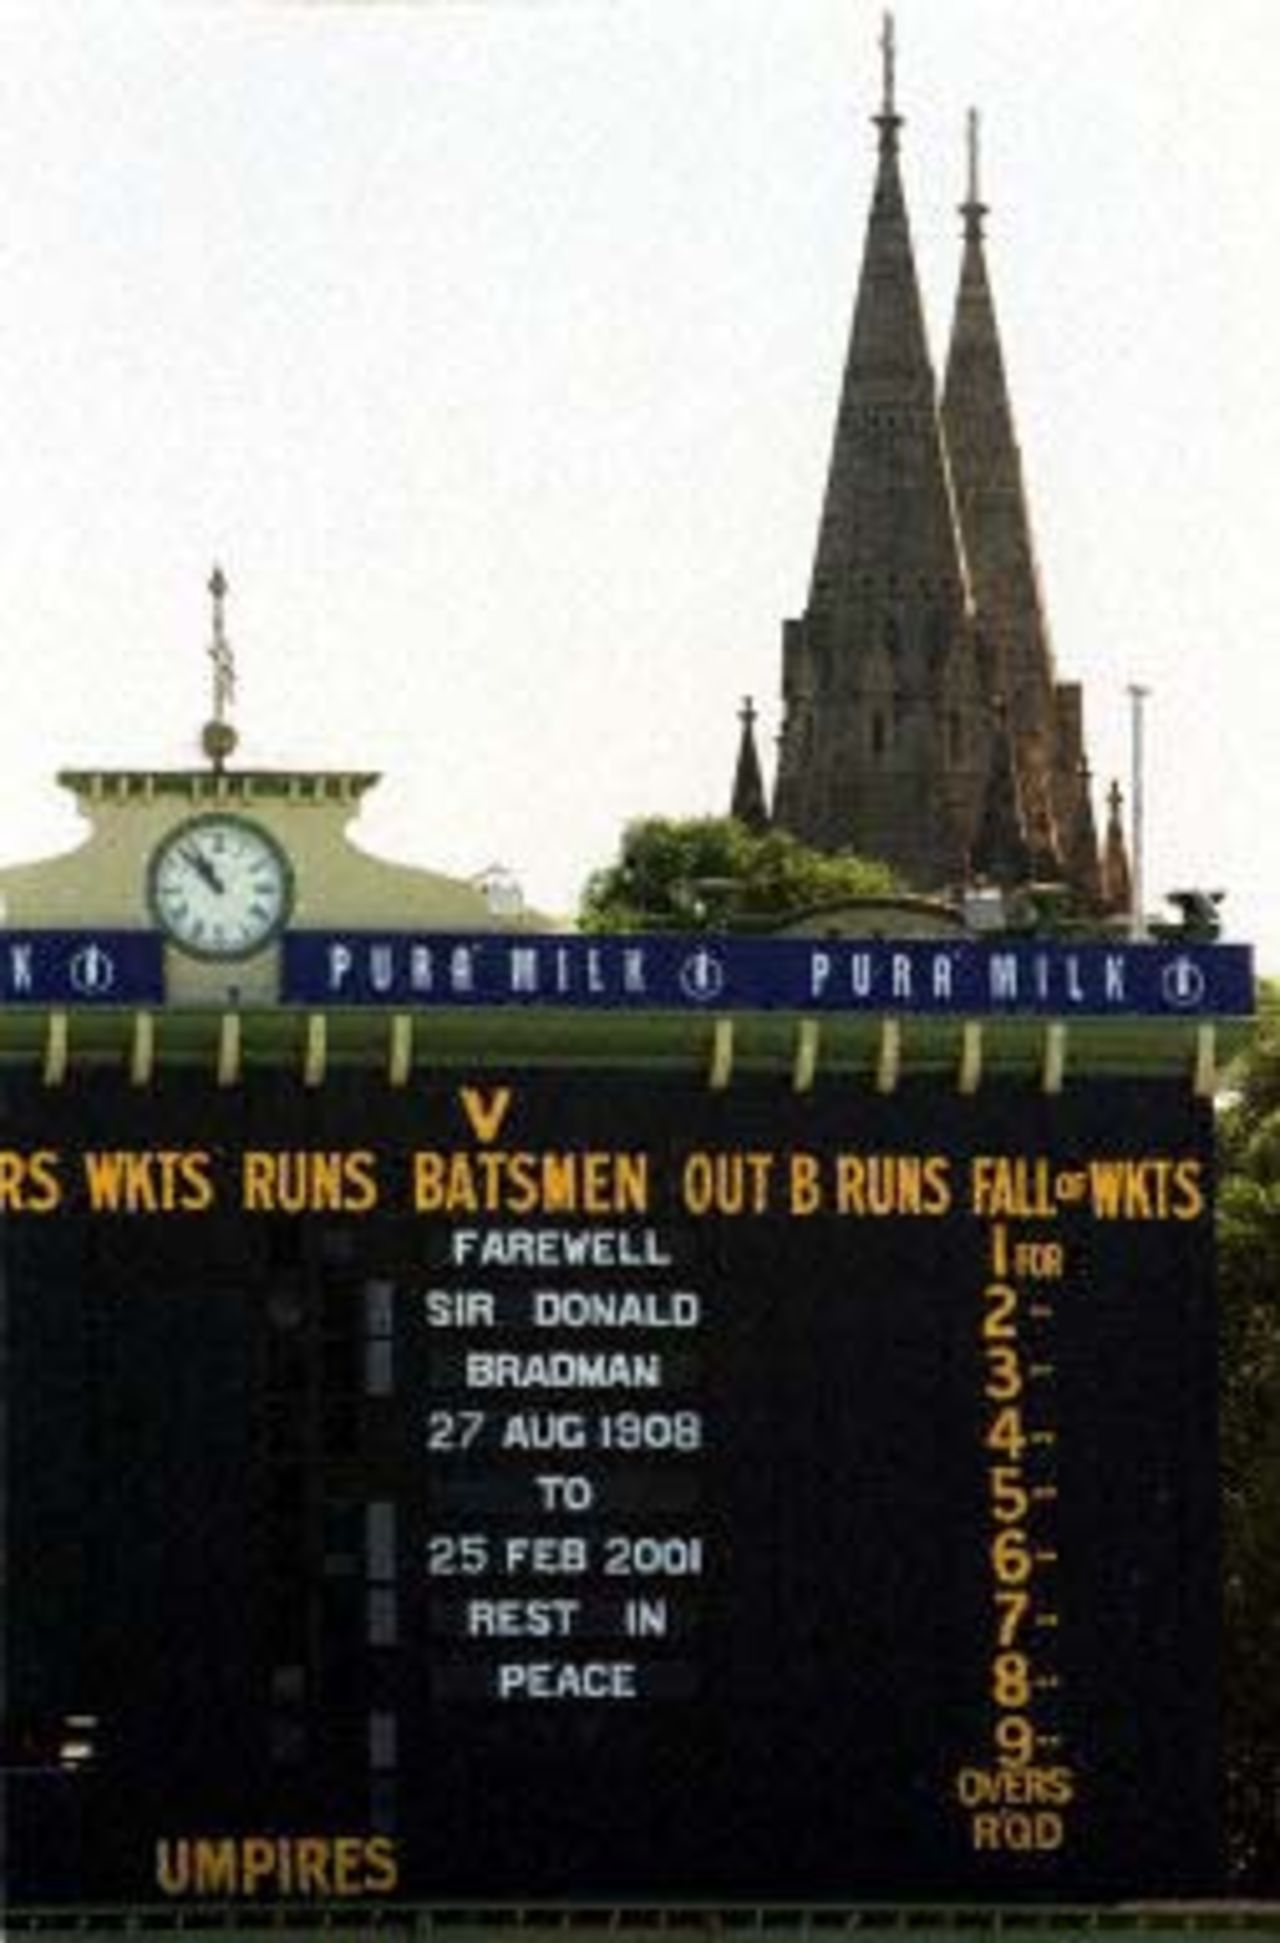 K PURA MILK PURA MILK
V
RS WKTS RUNS BATSMEN OUT B RUNS FALL OF WKTS
FAREWELL
1 FOR
SIR DONALD
2 -
BRADMAN
3 -
27 AUG 1908
4 -
TO
5 -
25 FEB 2001
6 -
REST IN
7 -
PEACE
8 -
9 -
OVERS
R'QD
UMPIRES